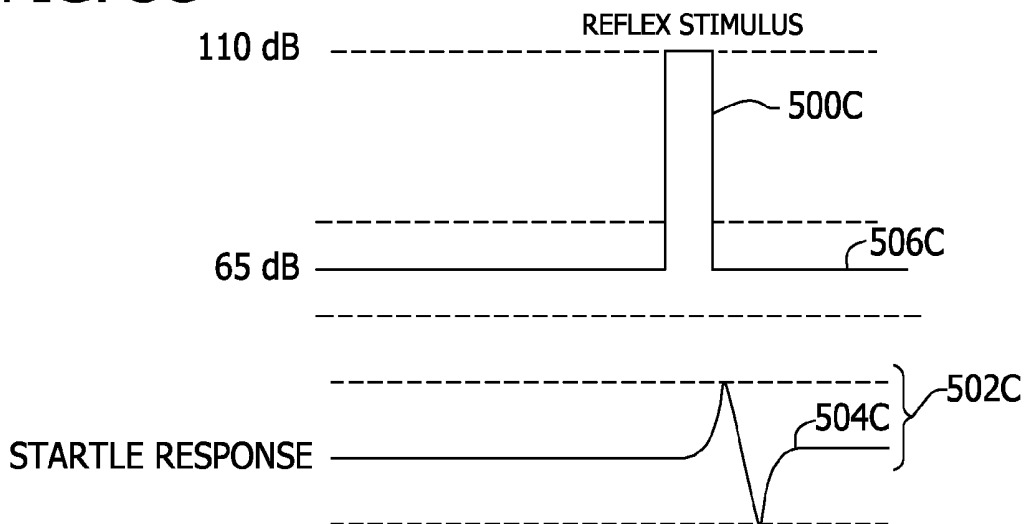 REFLEX STIMULUS
110 dB
500C
506C
65 dB
502C
504C
STARTLE RESPONSE